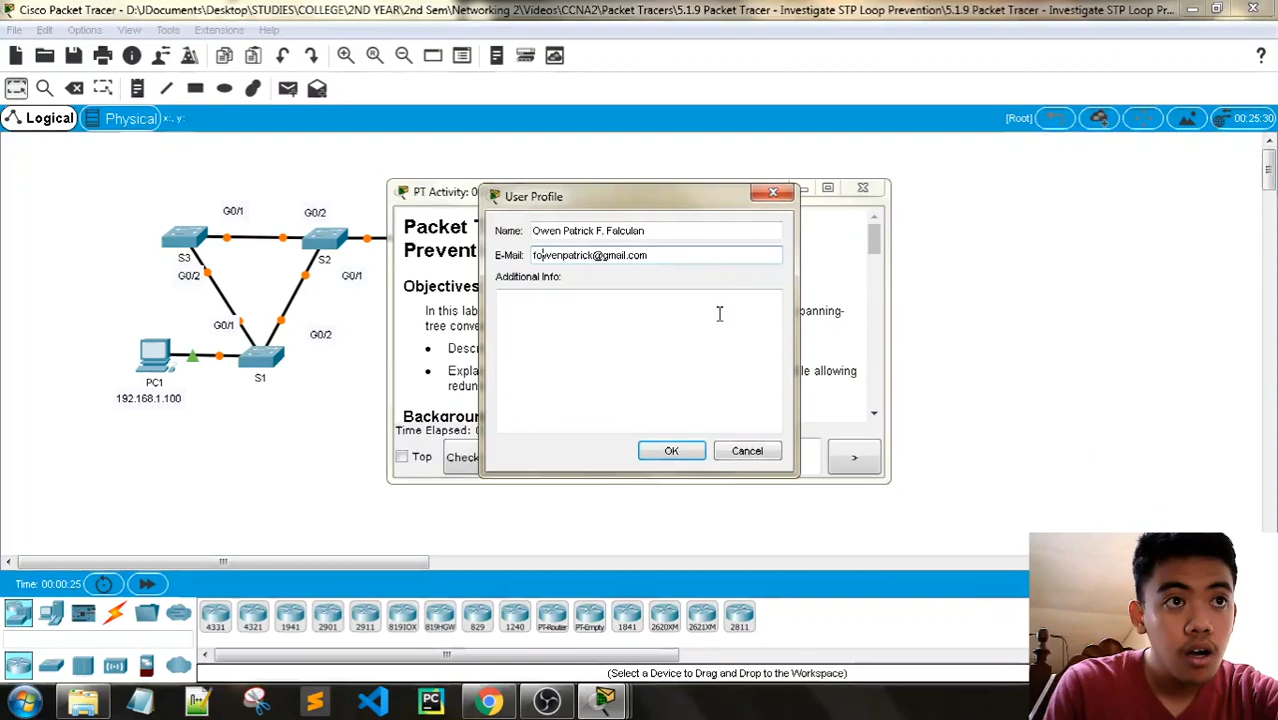 Cisco Packet Tracer - D:\JDocuments\Desktop\STUDIES\COLLEGE\2ND YEAR\2nd Sem\Networking 2\Videos\CCNA2\Packet Tracers\5.1.9 Packet Tracer - Investigate STP Loop Prevention\5.1.9 Packet Tracer - Investigate STP Loop Pr...
File Edit Options View Tools Extensions Help
Logical Physical x:, y: [Root] 00:25:30
PT Activity: 0
User Profile
Packet T
Prevent
Name: Owen Patrick F. Falculan
E-Mail: fowenpatrick@gmail.com
Additional Info:
Objectives
In this lab
panning-
tree conve
Desc
Expla
le allowing
redun
Backgroun
Time Elapsed: 0
Top
Check
OK
Cancel
>
G0/1
G0/2
S3
S2
G0/2
G0/1
G0/1
G0/2
PC1
S1
192.168.1.100
Time: 00:00:25
4331 4321 1941 2901 2911 819IOX 819HGW 829 1240 PT-Router PT-Empty 1841 2620XM 2621XM 2811
(Select a Device to Drag and Drop to the Workspace)